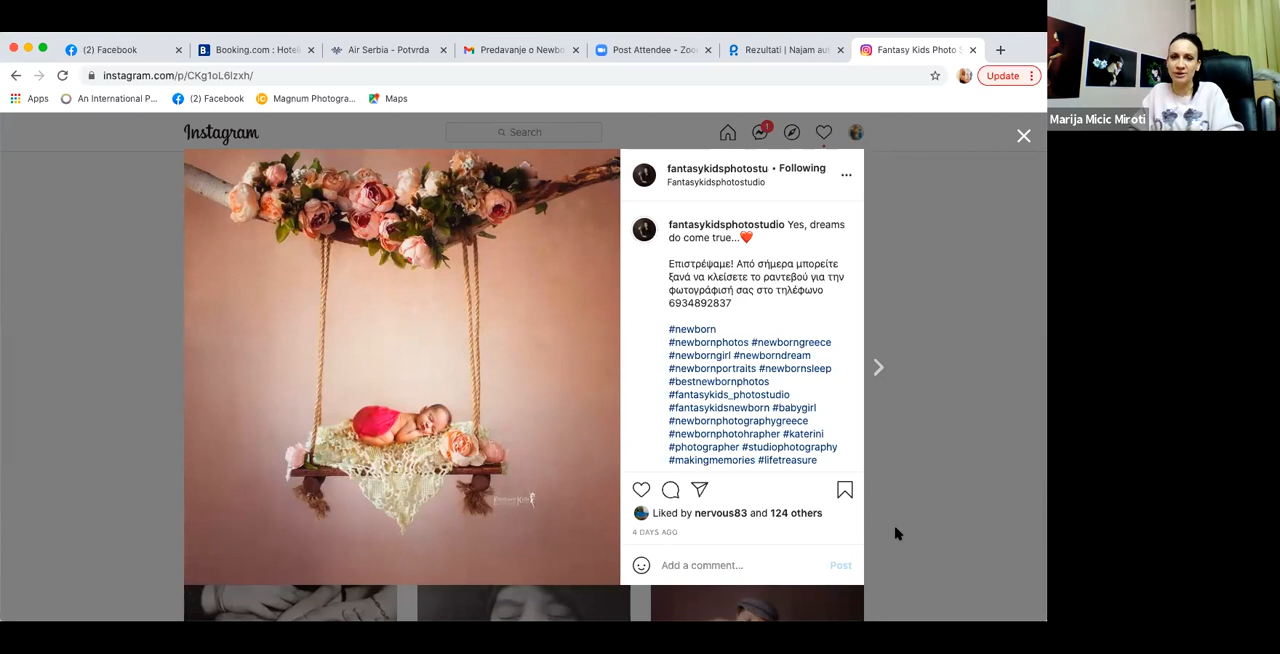 (2) Facebook
Booking.com : Hoteli
Air Serbia - Potvrda
Predavanje o Newbo
Post Attendee - Zoo
Rezultati | Najam au
Fantasy Kids Photo S
instagram.com/p/CKg1oL6lzxh/
Update
Apps
An International P...
(2) Facebook
Magnum Photogra...
Maps
Marija Micic Miroti
Instagram
Search
1
fantasykidsphotostu • Following
Fantasykidsphotostudio
fantasykidsphotostudio Yes, dreams
do come true...❤️
Επιστρέψαμε! Από σήμερα μπορείτε
ξανά να κλείσετε το ραντεβού για την
φωτογράφισή σας στο τηλέφωνο
6934892837
#newborn
#newbornphotos #newborngreece
#newborngirl #newborndream
#newbornportraits #newbornsleep
#bestnewbornphotos
#fantasykids_photostudio
#fantasykidsnewborn #babygirl
#newbornphotographygreece
#newbornphotohrapher #katerini
#photographer #studiophotography
#makingmemories #lifetreasure
Liked by nervous83 and 124 others
4 DAYS AGO
Add a comment...
Post